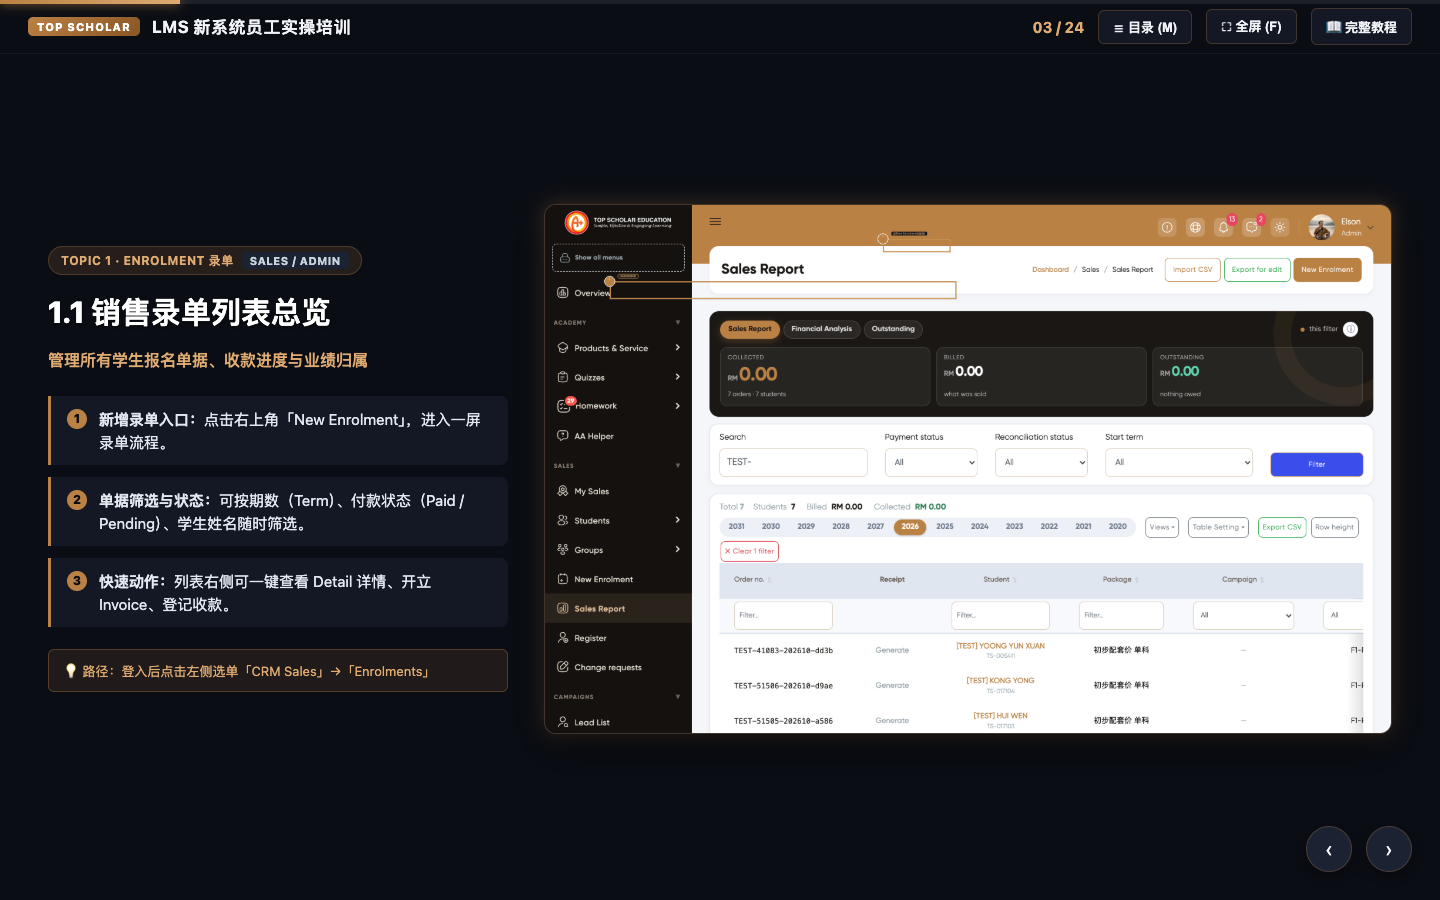 TOP SCHOLAR LMS 新系统员工实操培训
03 / 24
≡ 目录 (M)
全屏 (F)
完整教程
TOPIC 1 · ENROLMENT 录单 SALES / ADMIN
1.1 销售录单列表总览
管理所有学生报名单据、收款进度与业绩归属
1 新增录单入口：点击右上角「New Enrolment」，进入一屏
录单流程。
2 单据筛选与状态：可按期数（Term）、付款状态（Paid /
Pending）、学生姓名随时筛选。
3 快速动作：列表右侧可一键查看 Detail 详情、开立
Invoice、登记收款。
路径：登入后点击左侧选单「CRM Sales」→「Enrolments」
TOP SCHOLAR EDUCATION
Show all menus
Overview
ACADEMY
Products & Service
Quizzes
29
Homework
AA Helper
SALES
My Sales
Students
Groups
New Enrolment
Sales Report
Register
Change requests
CAMPAIGNS
Lead List
13
2
Elson
Admin
Sales Report
Dashboard / Sales / Sales Report
Import CSV
Export for edit
New Enrolment
Sales Report
Financial Analysis
Outstanding
this filter
COLLECTED
RM 0.00
7 orders · 7 students
BILLED
RM 0.00
what was sold
OUTSTANDING
RM 0.00
nothing owed
Search
TEST-
Payment status
All
Reconciliation status
All
Start term
All
Filter
Total 7 Students 7 Billed RM 0.00 Collected RM 0.00
2031 2030 2029 2028 2027 2026 2025 2024 2023 2022 2021 2020
Views
Table Setting
Export CSV
Row height
✕ Clear 1 filter
Order no. Receipt Student Package Campaign
Filter... Filter... Filter... All All
TEST-41083-202610-dd3b Generate [TEST] YOONG YUN XUAN 初步配套价 单科 — F1-F
TS-006411
TEST-51506-202610-d9ae Generate [TEST] KONG YONG 初步配套价 单科 — F1-F
TS-017104
TEST-51505-202610-a586 Generate [TEST] HUI WEN 初步配套价 单科 — F1-F
TS-017103